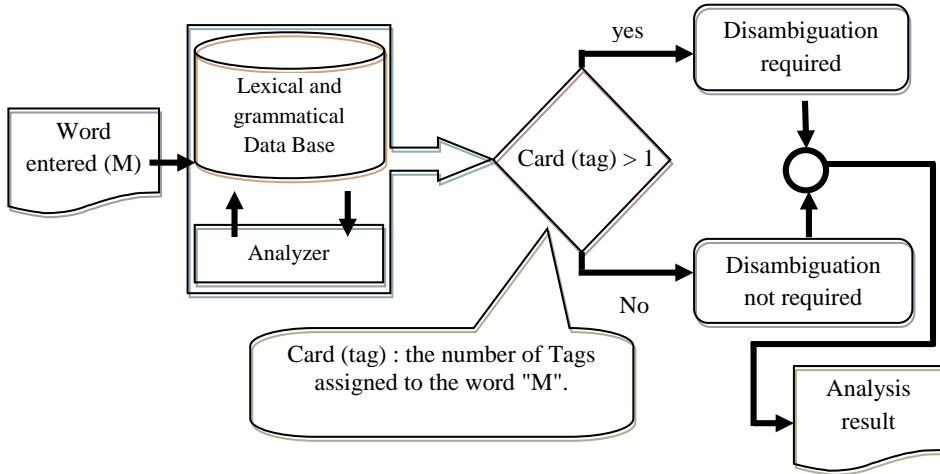 Word
entered (M)
Lexical and
grammatical
Data Base
Analyzer
Card (tag) > 1
yes
Disambiguation
required
No
Disambiguation
not required
Card (tag) : the number of Tags
assigned to the word "M".
Analysis
result